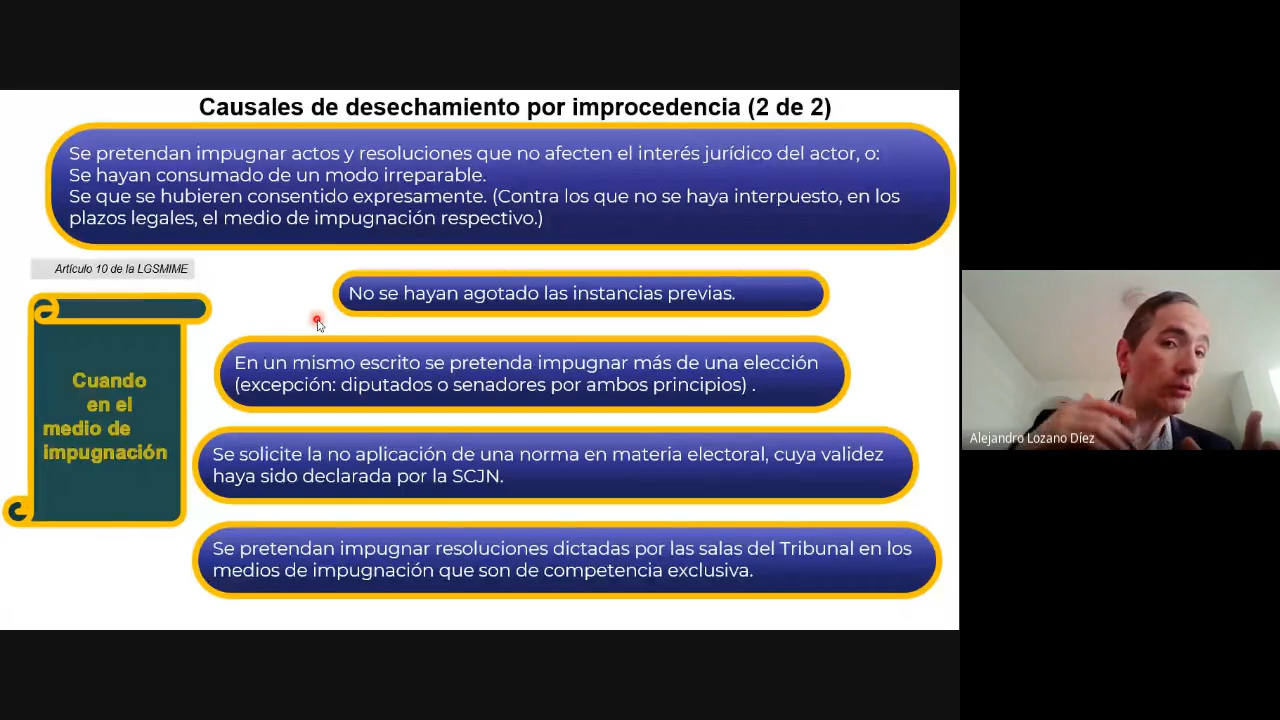 Causales de desechamiento por improcedencia (2 de 2)
Se pretendan impugnar actos y resoluciones que no afecten el interés jurídico del actor, o:
Se hayan consumado de un modo irreparable.
Se que se hubieren consentido expresamente. (Contra los que no se haya interpuesto, en los
plazos legales, el medio de impugnación respectivo.)
Artículo 10 de la LGSMIME
Cuando
en el
medio de
impugnación
No se hayan agotado las instancias previas.
En un mismo escrito se pretenda impugnar más de una elección
(excepción: diputados o senadores por ambos principios) .
Se solicite la no aplicación de una norma en materia electoral, cuya validez
haya sido declarada por la SCJN.
Se pretendan impugnar resoluciones dictadas por las salas del Tribunal en los
medios de impugnación que son de competencia exclusiva.
Alejandro Lozano Díez